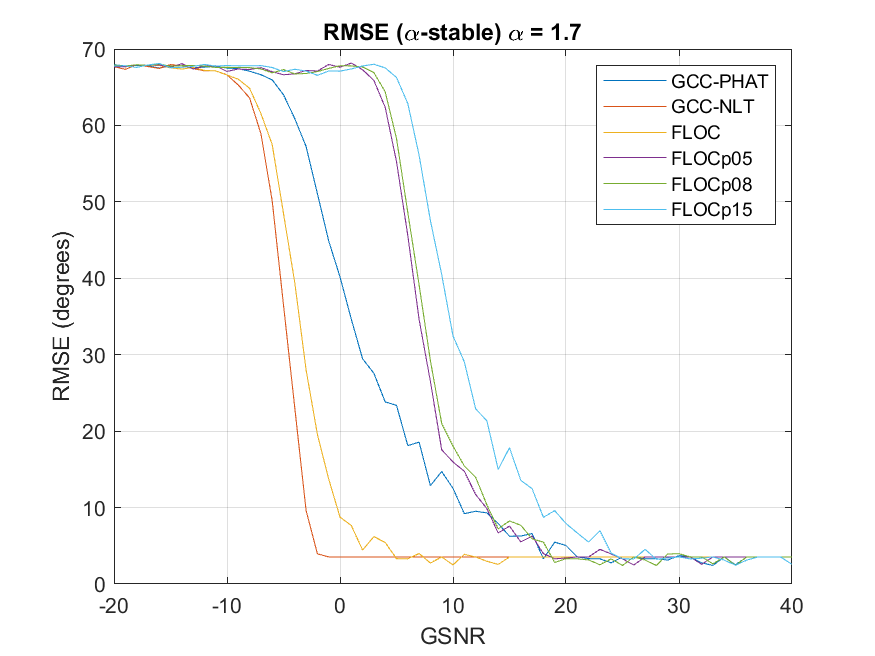 RMSE (α-stable) α = 1.7
70
60
50
40
30
20
10
0
RMSE (degrees)
-20
-10
0
10
20
30
40
GSNR
GCC-PHAT
GCC-NLT
FLOC
FLOCp05
FLOCp08
FLOCp15